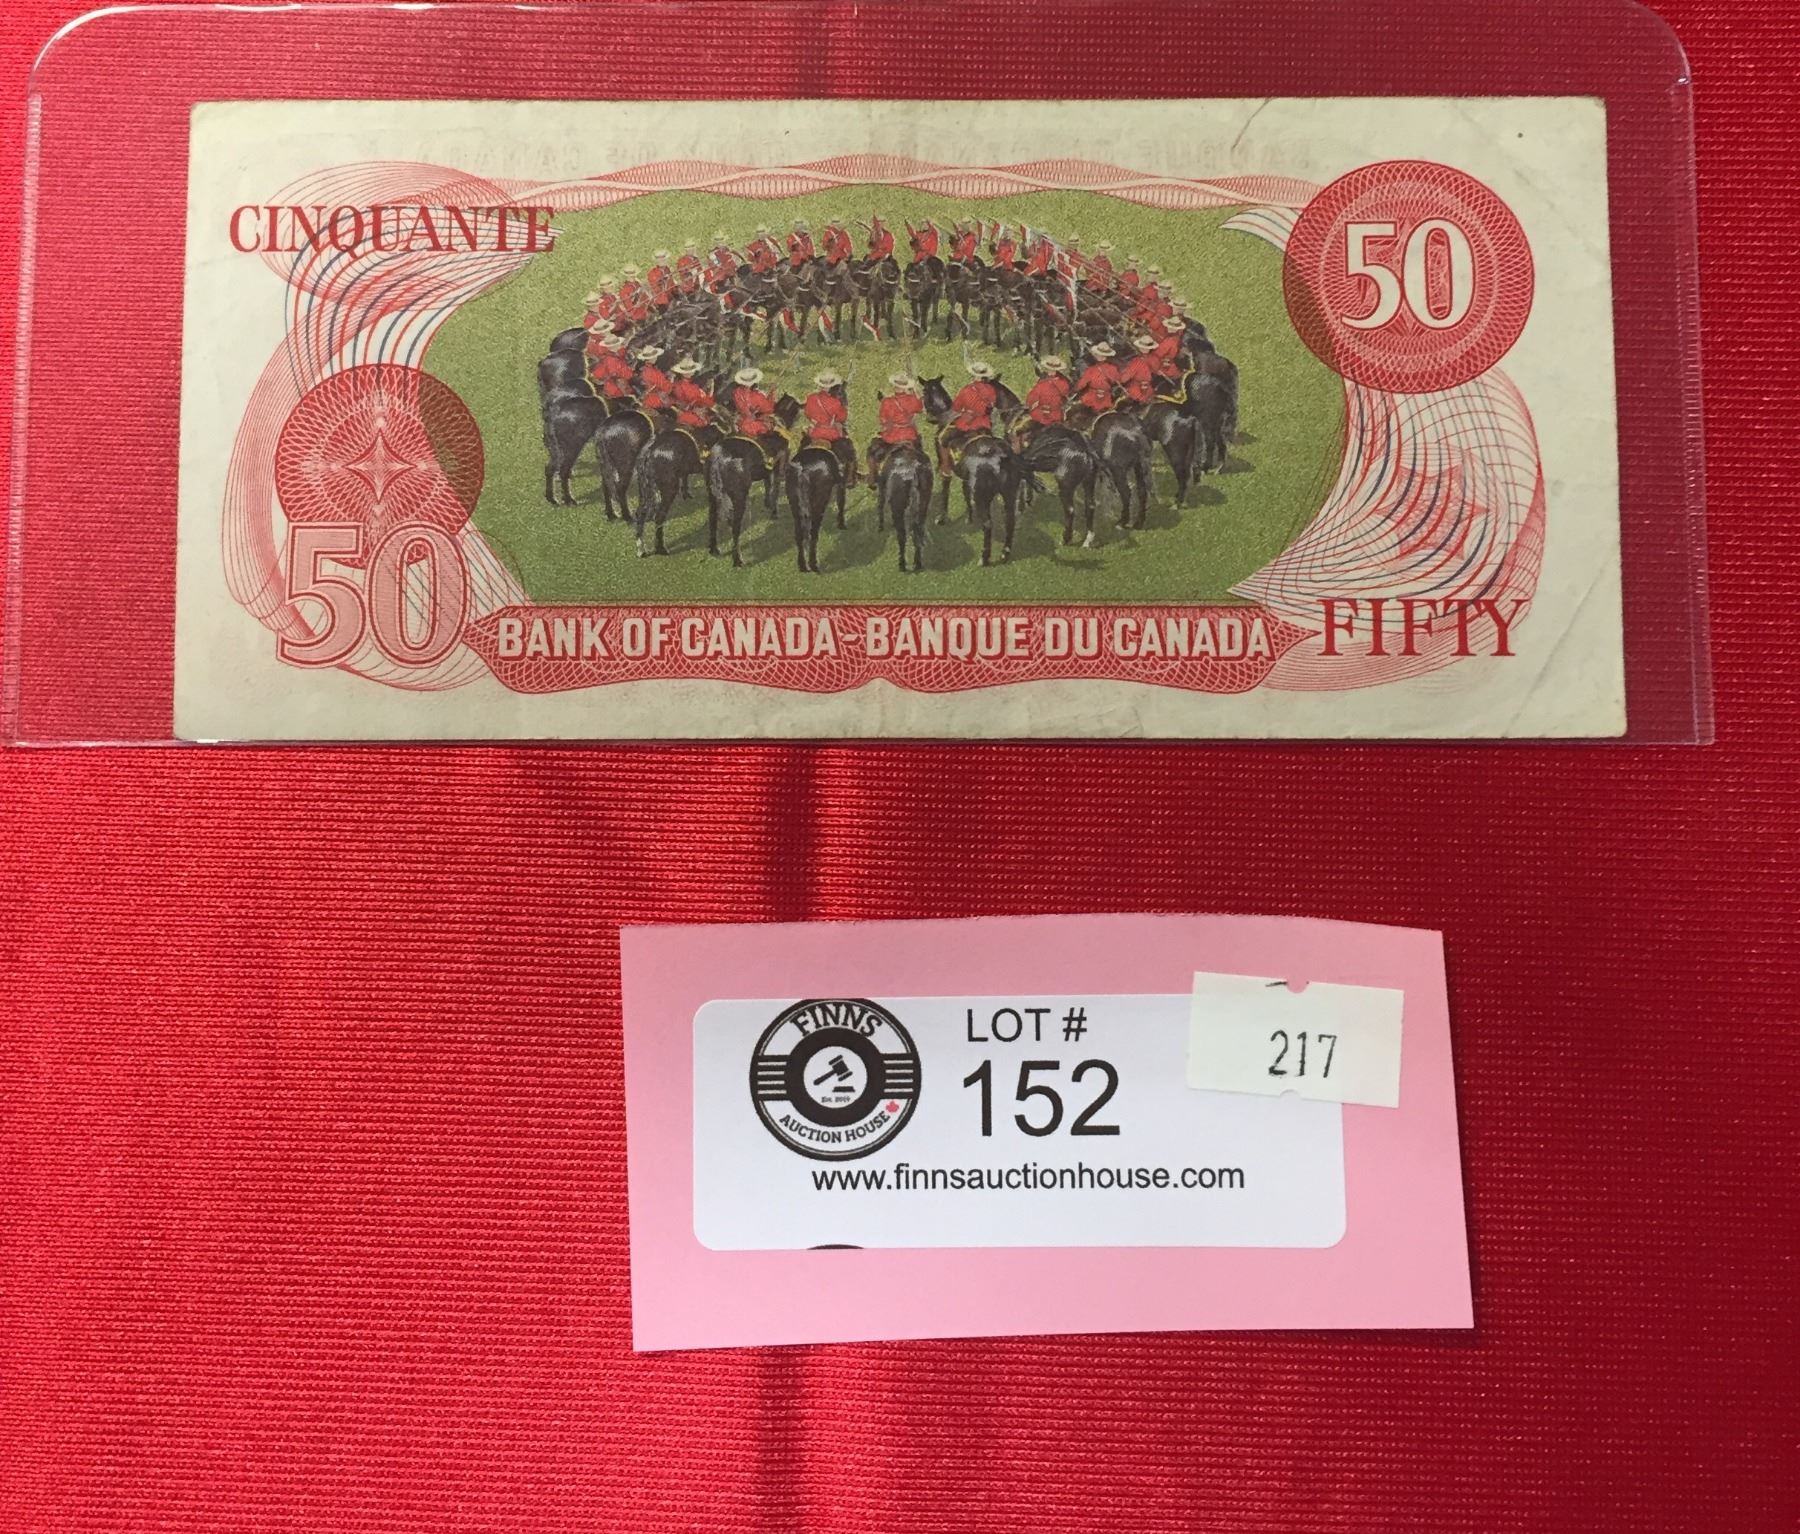 CINQUANTE
50
50
BANK OF CANADA-BANQUE DU CANADA
FIFTY
FINNS
AUCTION HOUSE
LOT #
152
217
www.finnsauctionhouse.com